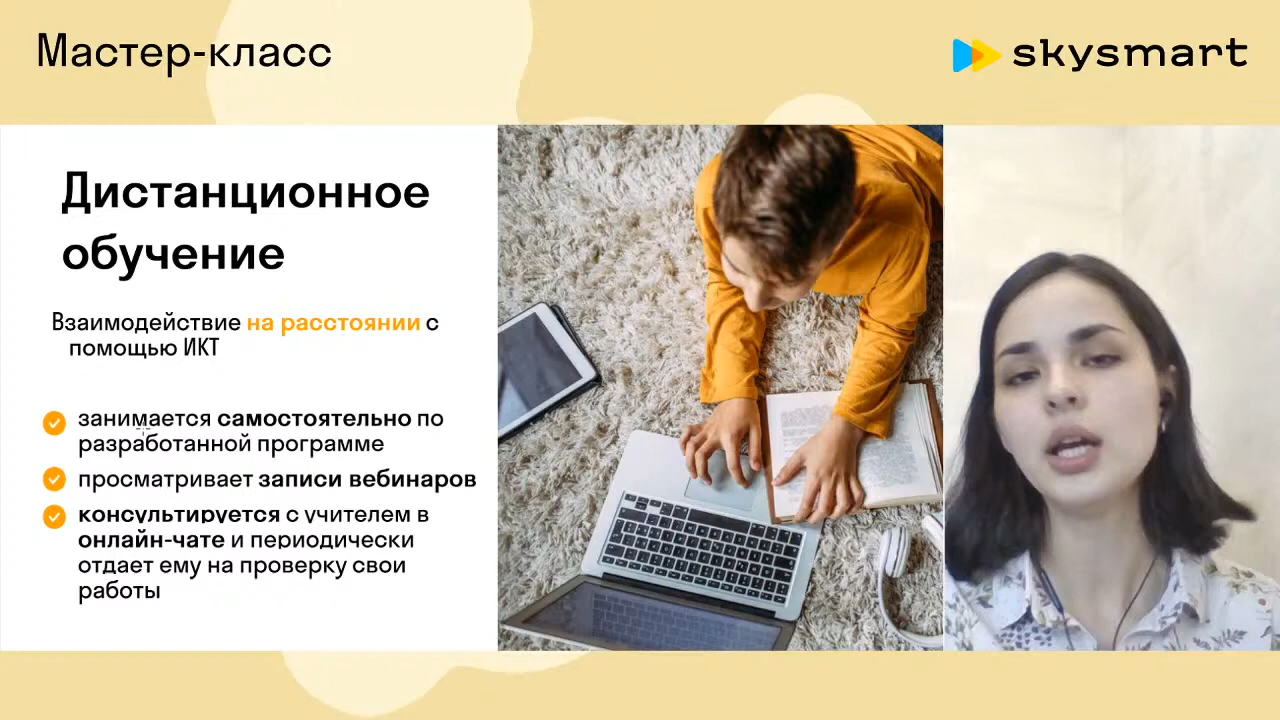 Мастер-класс
skysmart
Дистанционное
обучение
Взаимодействие на расстоянии с
помощью ИКТ
занимается самостоятельно по
разработанной программе
просматривает записи вебинаров
консультируется с учителем в
онлайн-чате и периодически
отдает ему на проверку свои
работы